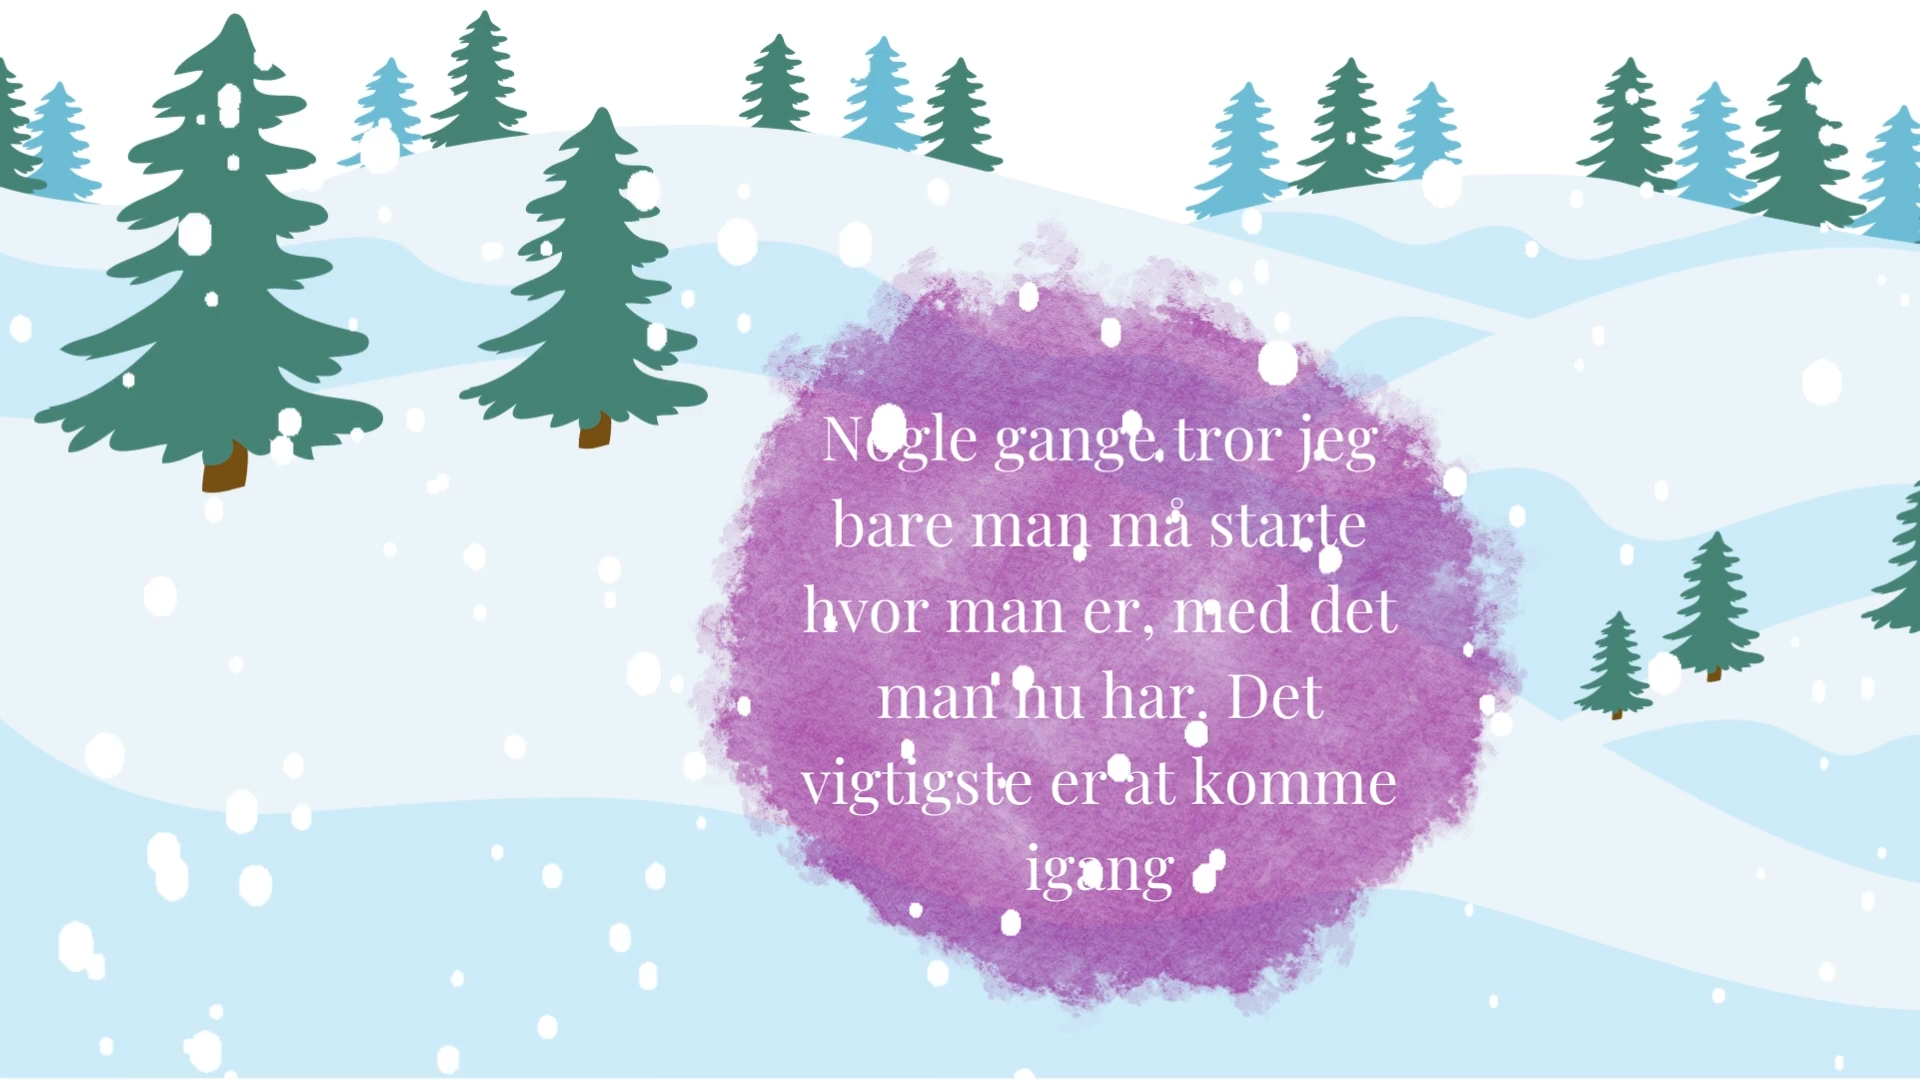 Nogle gange tror jeg
bare man må starte
hvor man er, med det
man nu har. Det
vigtigste er at komme
igang